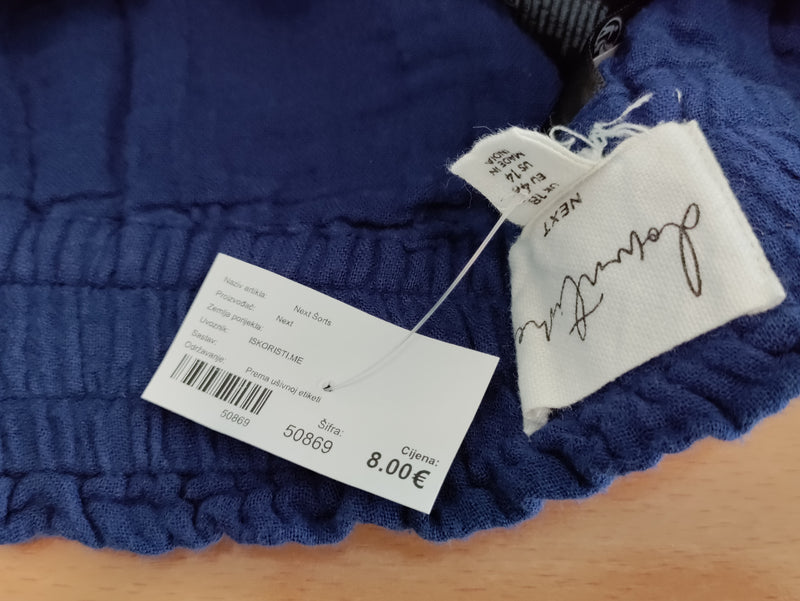 Naziv artikla: Next Šorts
Proizvođač: Next
Zemlja porijekla:
Uvoznik: ISKORISTI.ME
Sastav:
Održavanje: Prema ušivnoj etiketi
50869
Šifra:
50869
Cijena:
8.00€
NEXT
UK 18
EU 46
US 14
MADE IN
INDIA